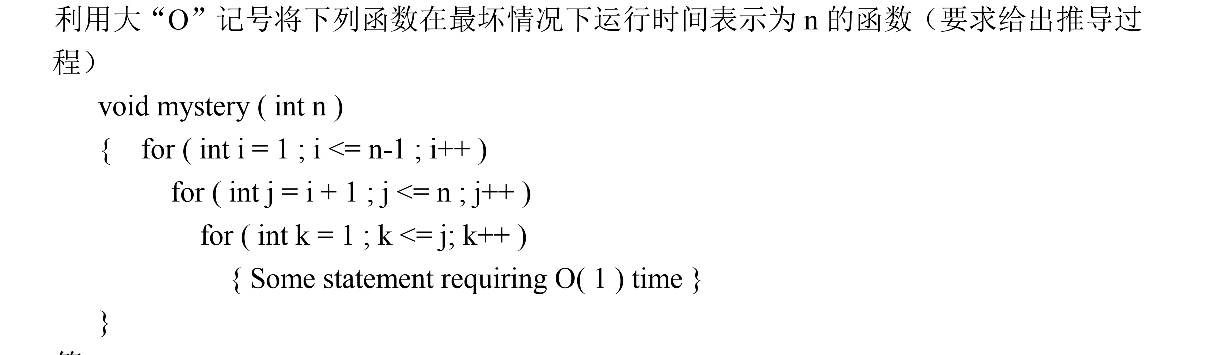 利用大“O”记号将下列函数在最坏情况下运行时间表示为 n 的函数（要求给出推导过
程）
void mystery ( int n )
{ for ( int i = 1 ; i <= n-1 ; i++ )
for ( int j = i + 1 ; j <= n ; j++ )
for ( int k = 1 ; k <= j; k++ )
{ Some statement requiring O( 1 ) time }
}